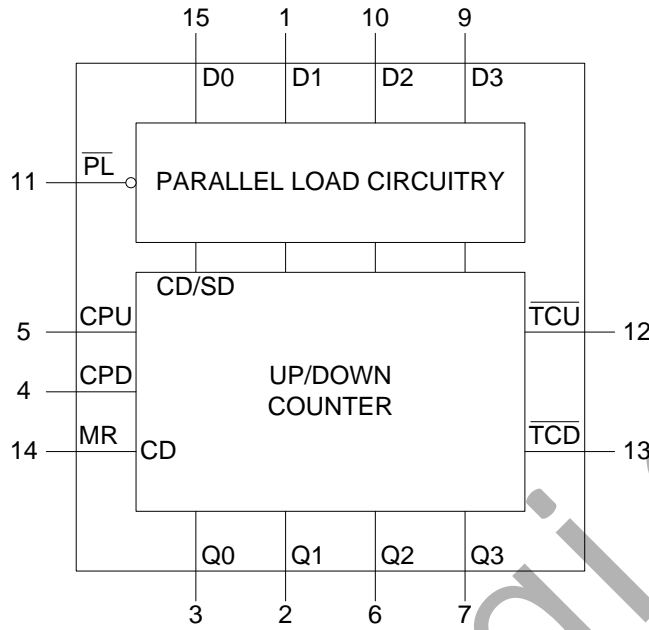 15 1 10 9
D0 D1 D2 D3
PL
11
PARALLEL LOAD CIRCUITRY
CD/SD
CPU
5
TCU
12
CPD
4
UP/DOWN
COUNTER
MR
14
CD
TCD
13
Q0 Q1 Q2 Q3
3 2 6 7